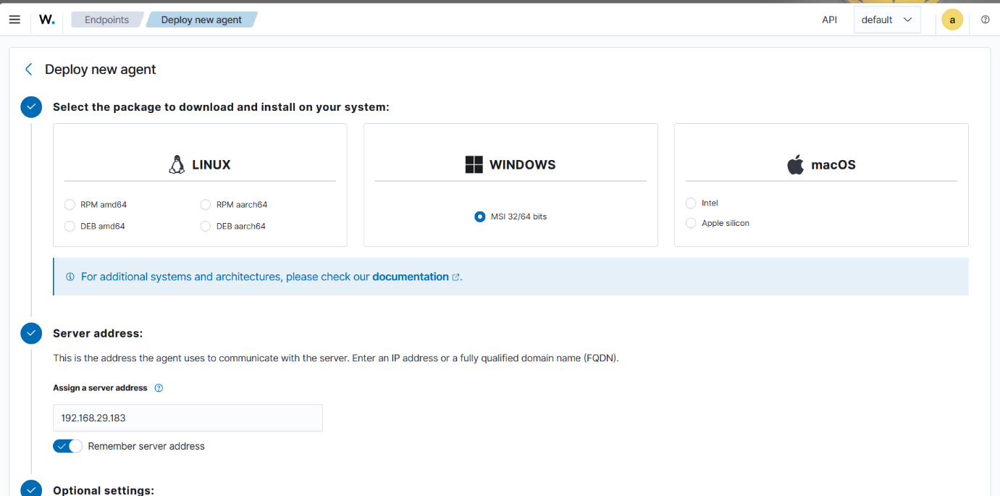 W. Endpoints Deploy new agent API default a
Deploy new agent
Select the package to download and install on your system:
LINUX WINDOWS macOS
RPM amd64 RPM aarch64 MSI 32/64 bits Intel
DEB amd64 DEB aarch64 Apple silicon
For additional systems and architectures, please check our documentation.
Server address:
This is the address the agent uses to communicate with the server. Enter an IP address or a fully qualified domain name (FQDN).
Assign a server address
192.168.29.183
Remember server address
Optional settings: